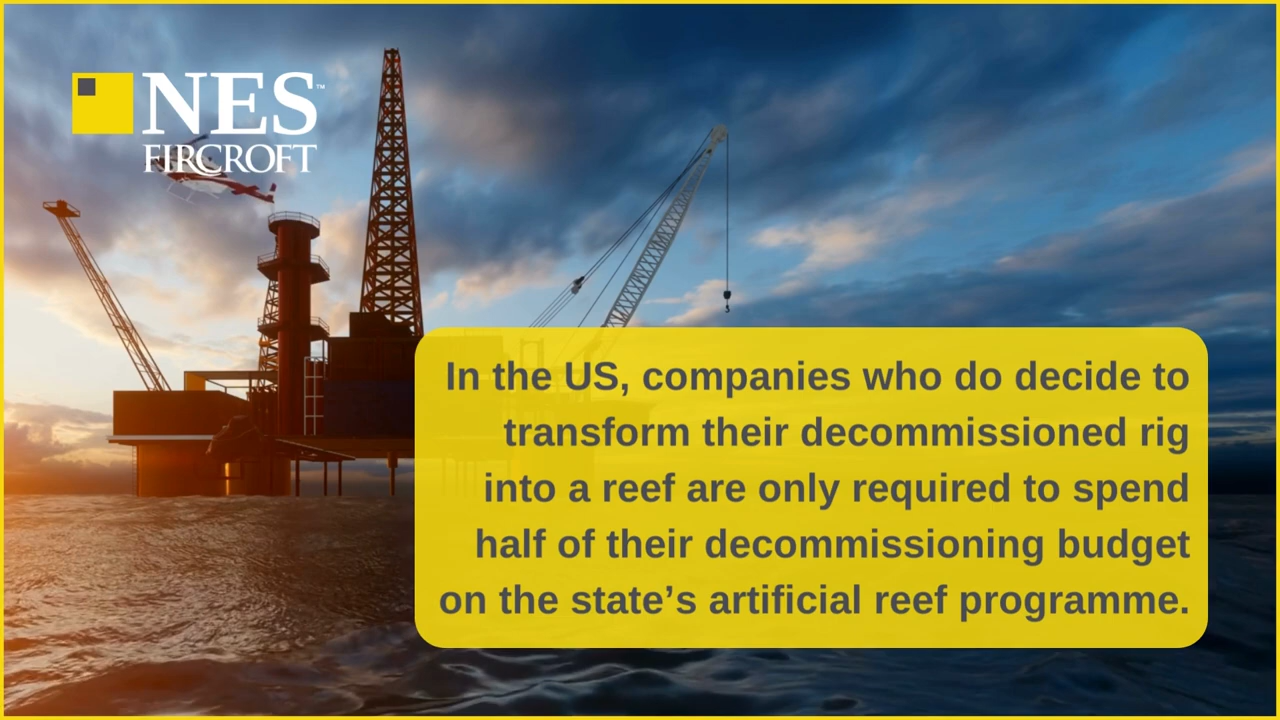 NES™
FIRCROFT
In the US, companies who do decide to
transform their decommissioned rig
into a reef are only required to spend
half of their decommissioning budget
on the state’s artificial reef programme.